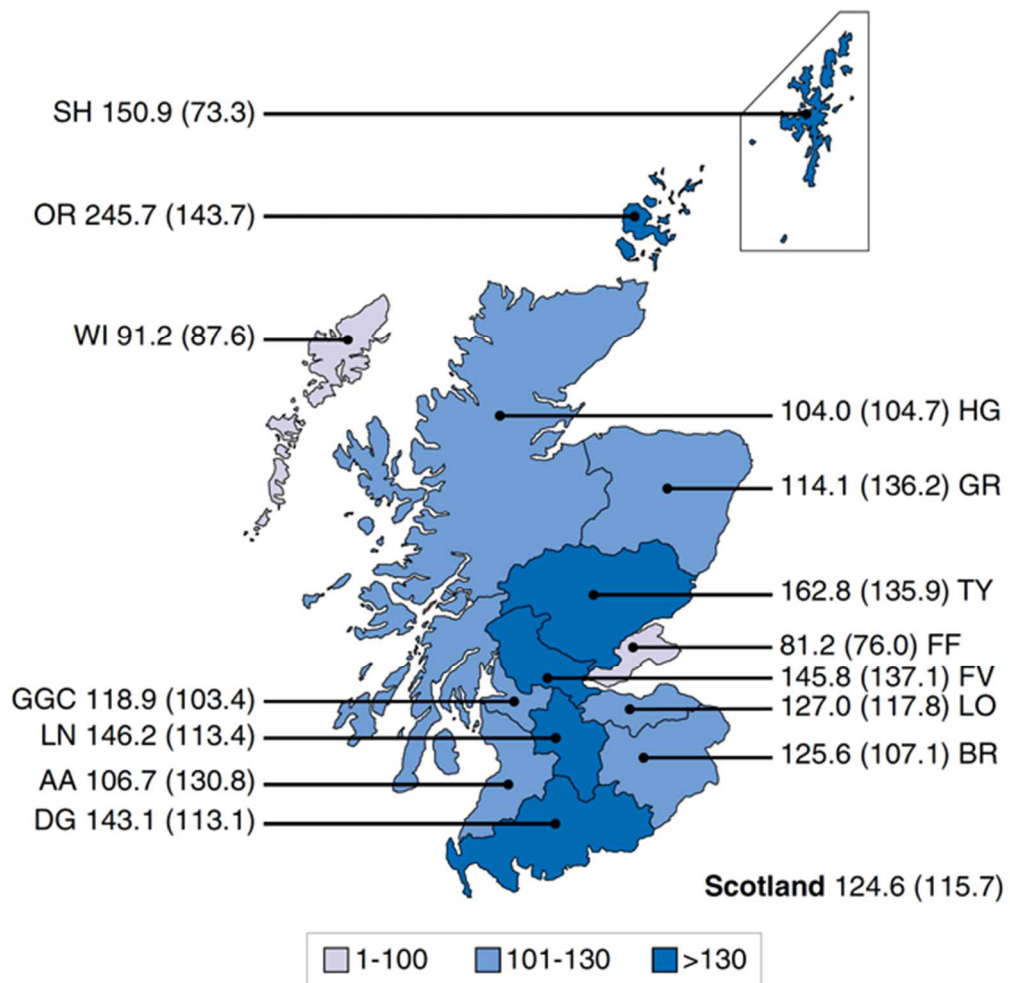 SH 150.9 (73.3)
OR 245.7 (143.7)
WI 91.2 (87.6)
104.0 (104.7) HG
114.1 (136.2) GR
162.8 (135.9) TY
81.2 (76.0) FF
145.8 (137.1) FV
GGC 118.9 (103.4)
127.0 (117.8) LO
LN 146.2 (113.4)
125.6 (107.1) BR
AA 106.7 (130.8)
DG 143.1 (113.1)
Scotland 124.6 (115.7)
1-100 101-130 >130